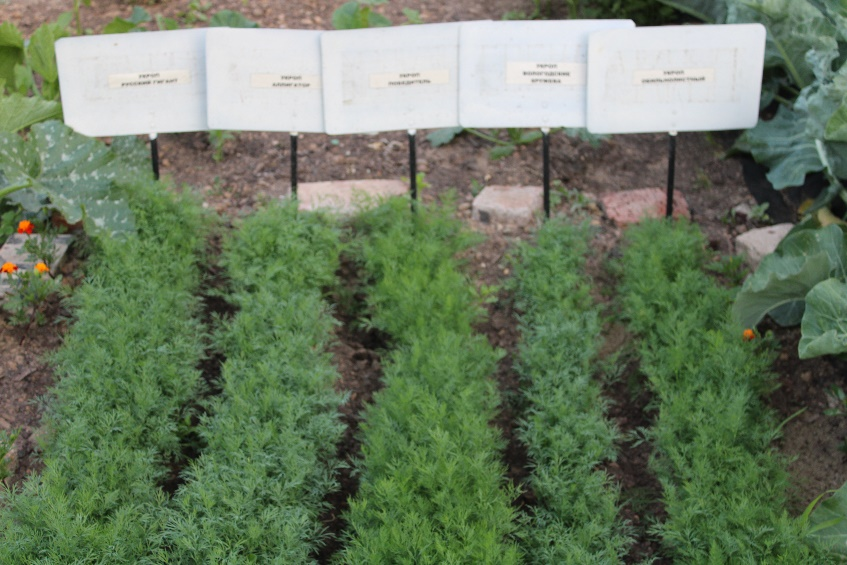 УКРОП
РУССКИЙ ГИГАНТ
УКРОП
АЛЛИГАТОР
УКРОП
ПОБЕДИТЕЛЬ
УКРОП
ВОЛОГОДСКИЕ
КРУЖЕВА
УКРОП
ОБИЛЬНОЛИСТНЫЙ